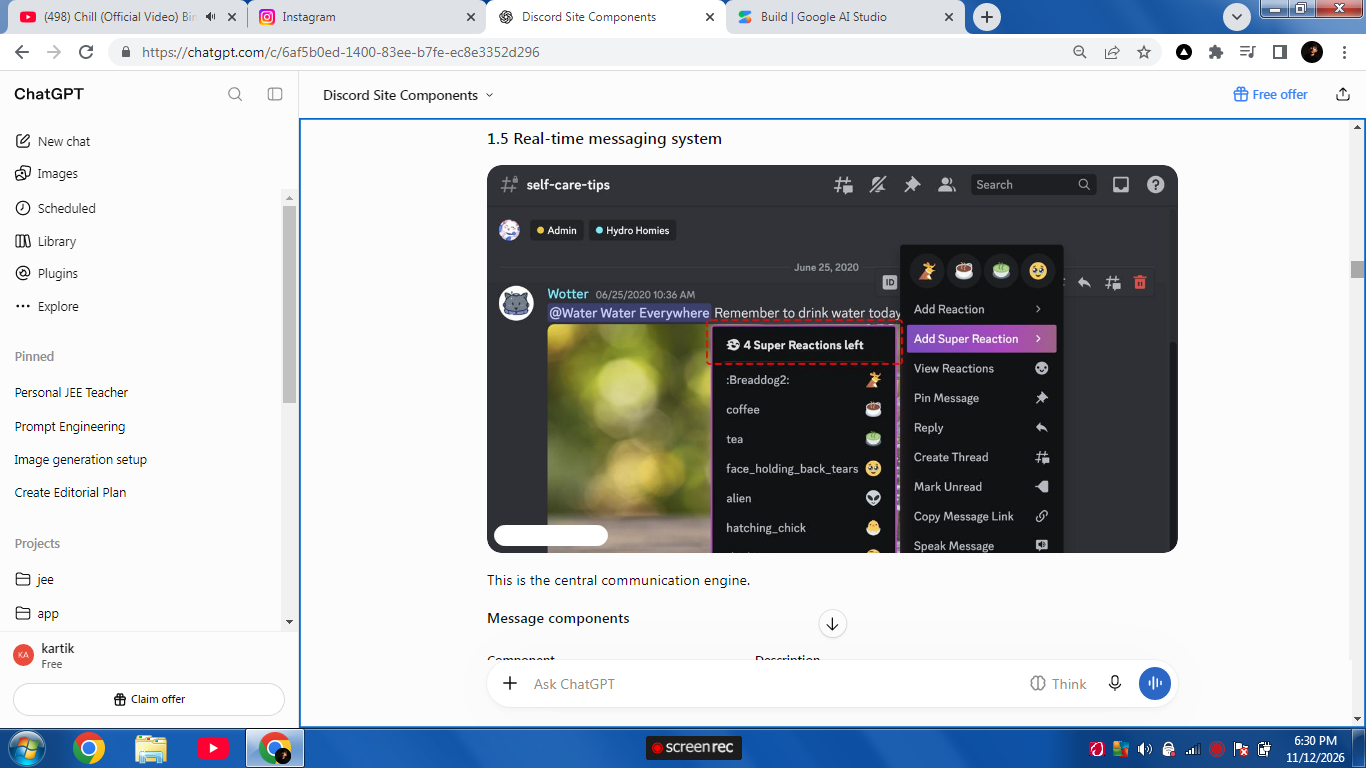 (498) Chill (Official Video) Bin
Instagram
Discord Site Components
Build | Google AI Studio
https://chatgpt.com/c/6af5b0ed-1400-83ee-b7fe-ec8e3352d296
ChatGPT
New chat
Images
Scheduled
Library
Plugins
Explore
Pinned
Personal JEE Teacher
Prompt Engineering
Image generation setup
Create Editorial Plan
Projects
jee
app
KA
kartik
Free
Claim offer
Discord Site Components
Free offer
1.5 Real-time messaging system
self-care-tips
Search
Admin
Hydro Homies
June 25, 2020
ID
Wotter 06/25/2020 10:36 AM
@Water Water Everywhere Remember to drink water today
4 Super Reactions left
:Breaddog2:
coffee
tea
face_holding_back_tears
alien
hatching_chick
Add Reaction
Add Super Reaction
View Reactions
Pin Message
Reply
Create Thread
Mark Unread
Copy Message Link
Speak Message
This is the central communication engine.
Message components
Component Description
Ask ChatGPT
Think
screenrec
6:30 PM
11/12/2026